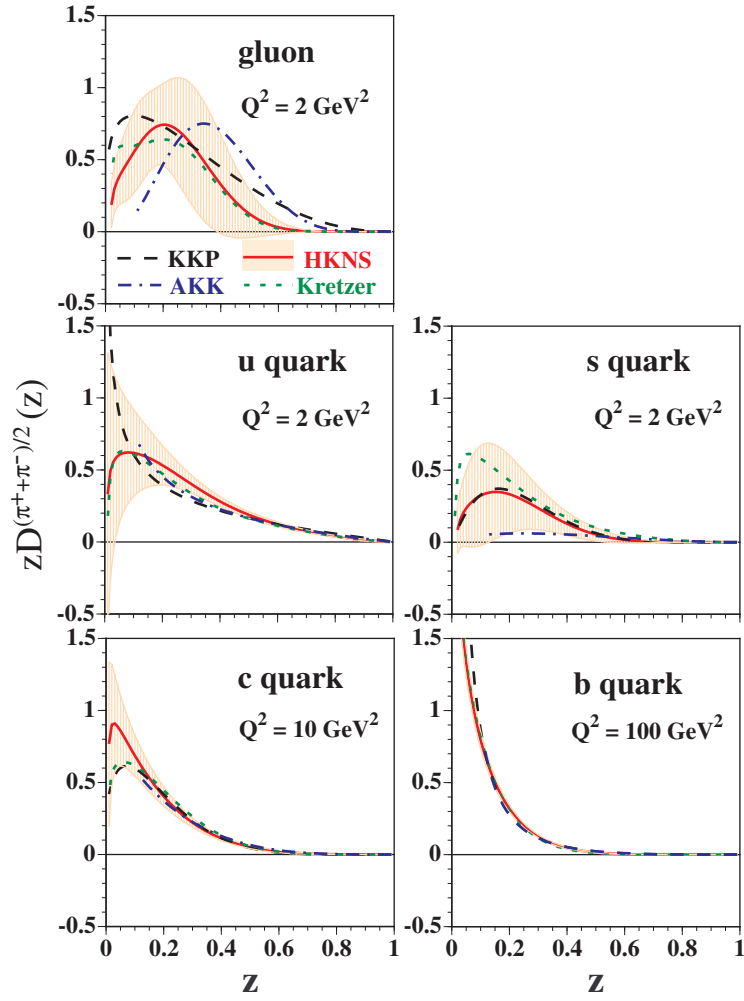 1.5
gluon
1
Q² = 2 GeV²
0.5
0
KKP
HKNS
AKK
Kretzer
-0.5
zD^(π⁺+π⁻)/2 (z)
1.5
u quark
1
Q² = 2 GeV²
0.5
0
-0.5
1.5
s quark
1
Q² = 2 GeV²
0.5
0
-0.5
1.5
c quark
1
Q² = 10 GeV²
0.5
0
-0.5
0 0.2 0.4 0.6 0.8 1
z
1.5
b quark
1
Q² = 100 GeV²
0.5
0
-0.5
0 0.2 0.4 0.6 0.8 1
z